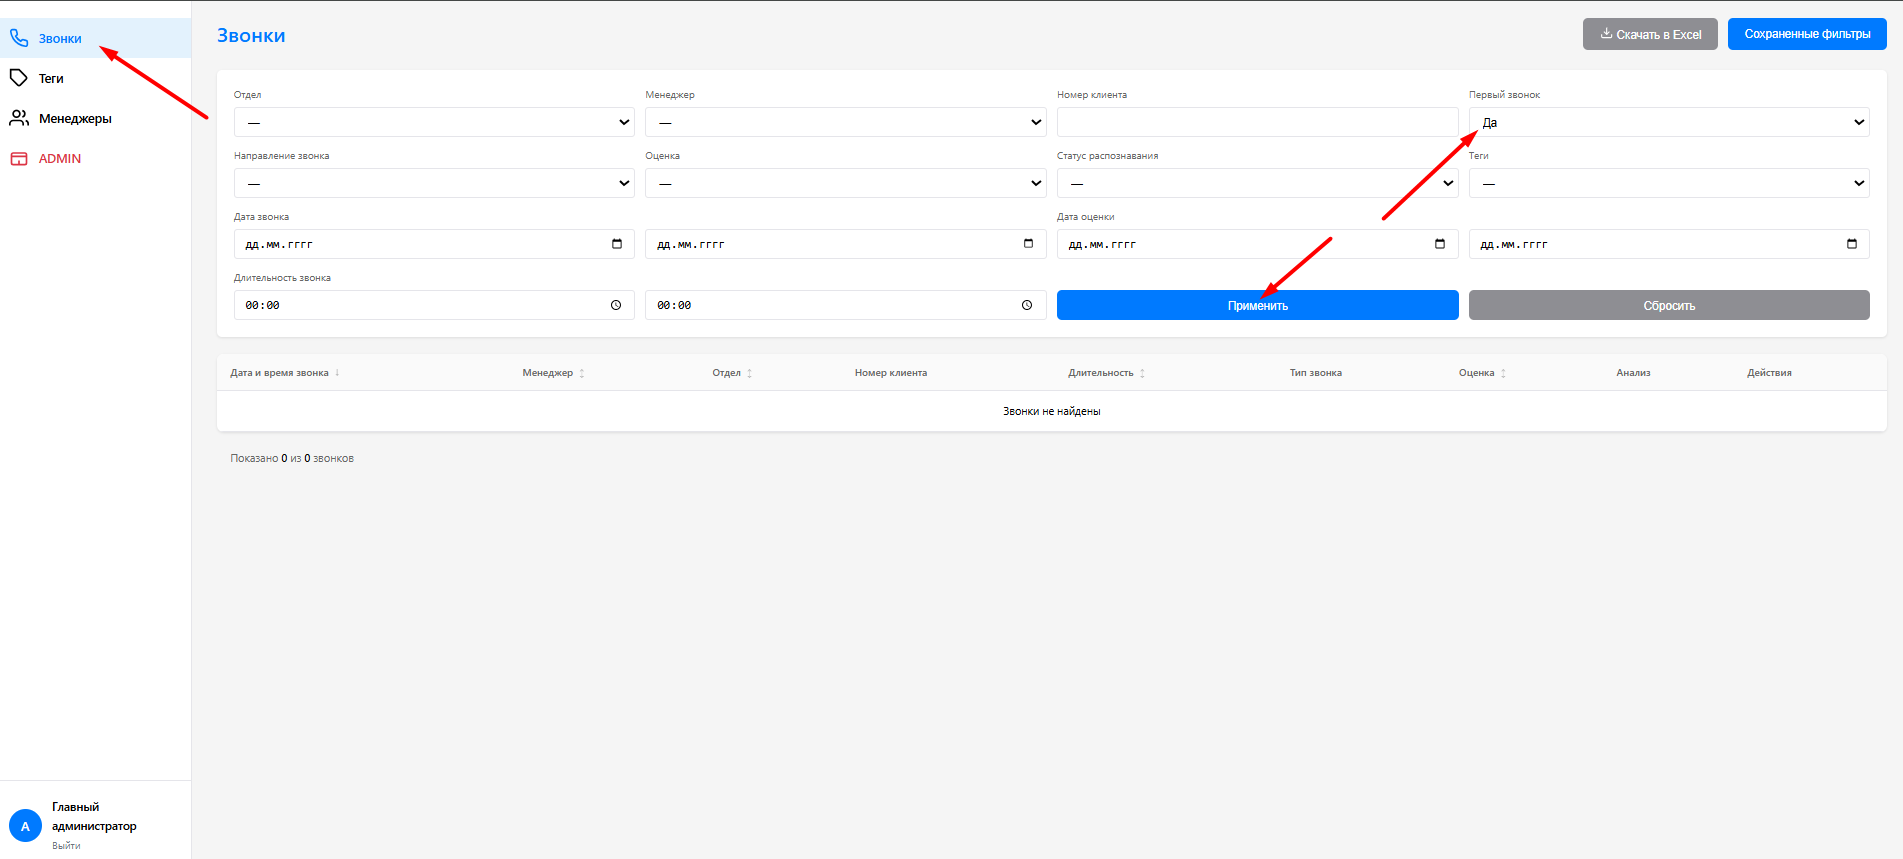 Звонки
Теги
Менеджеры
ADMIN
Главный
администратор
A
Выйти
Звонки
Скачать в Excel
Сохраненные фильтры
Отдел
Менеджер
Номер клиента
Первый звонок
—
—
Да
Направление звонка
Оценка
Статус распознавания
Теги
—
—
—
—
Дата звонка
Дата оценки
дд.мм.гггг
дд.мм.гггг
дд.мм.гггг
дд.мм.гггг
Длительность звонка
00:00
00:00
Применить
Сбросить
Дата и время звонка ↓
Менеджер
Отдел
Номер клиента
Длительность
Тип звонка
Оценка
Анализ
Действия
Звонки не найдены
Показано 0 из 0 звонков